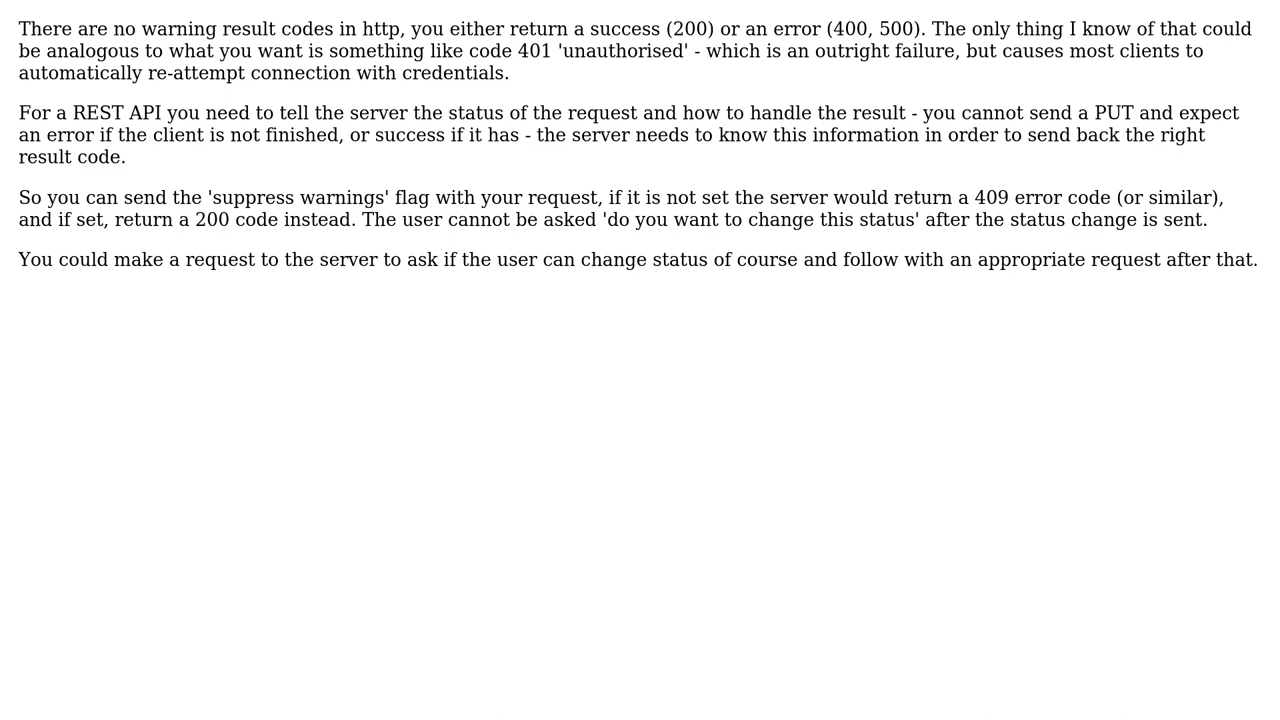 There are no warning result codes in http, you either return a success (200) or an error (400, 500). The only thing I know of that could
be analogous to what you want is something like code 401 'unauthorised' - which is an outright failure, but causes most clients to
automatically re-attempt connection with credentials.
For a REST API you need to tell the server the status of the request and how to handle the result - you cannot send a PUT and expect
an error if the client is not finished, or success if it has - the server needs to know this information in order to send back the right
result code.
So you can send the 'suppress warnings' flag with your request, if it is not set the server would return a 409 error code (or similar),
and if set, return a 200 code instead. The user cannot be asked 'do you want to change this status' after the status change is sent.
You could make a request to the server to ask if the user can change status of course and follow with an appropriate request after that.